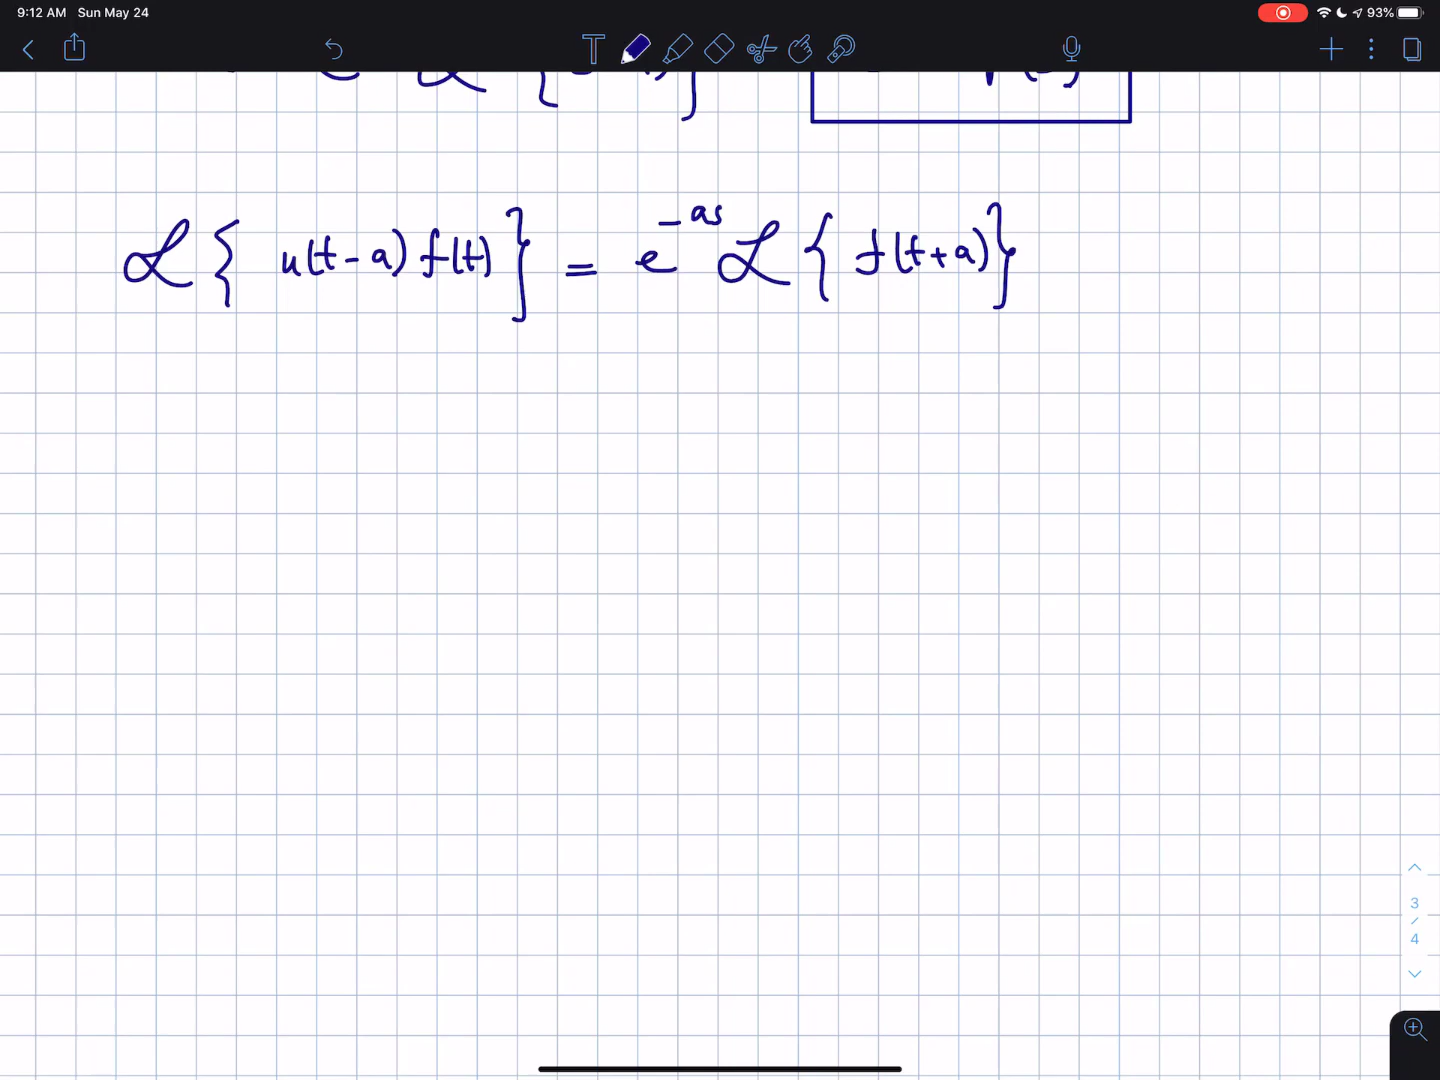 9:12 AM Sun May 24 93%
T
ℒ{ u(t-a) f(t) } = e^{-as} ℒ{ f(t+a) }
3
/
4